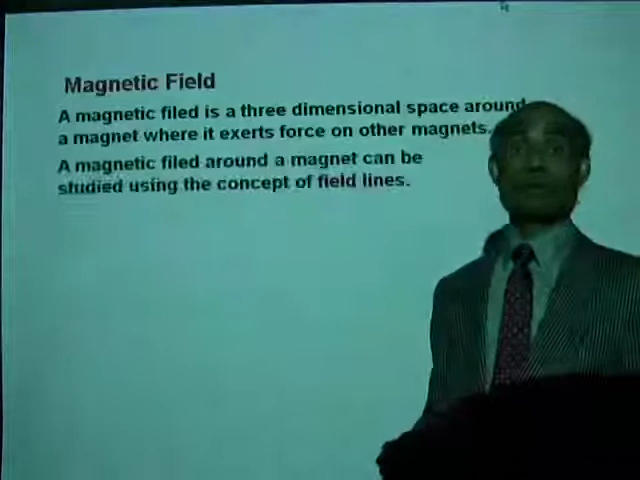 Magnetic Field
A magnetic filed is a three dimensional space around
a magnet where it exerts force on other magnets.
A magnetic filed around a magnet can be
studied using the concept of field lines.